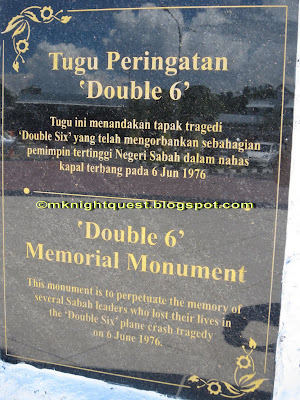 Tugu Peringatan
‘Double 6’
Tugu ini menandakan tapak tragedi
‘Double Six’ yang telah mengorbankan sebahagian
pemimpin tertinggi Negeri Sabah dalam nahas
kapal terbang pada 6 Jun 1976
©mknightquest.blogspot.com
‘Double 6’
Memorial Monument
This monument is to perpetuate the memory of
several Sabah leaders who lost their lives in
the ‘Double Six’ plane crash tragedy
on 6 June 1976.